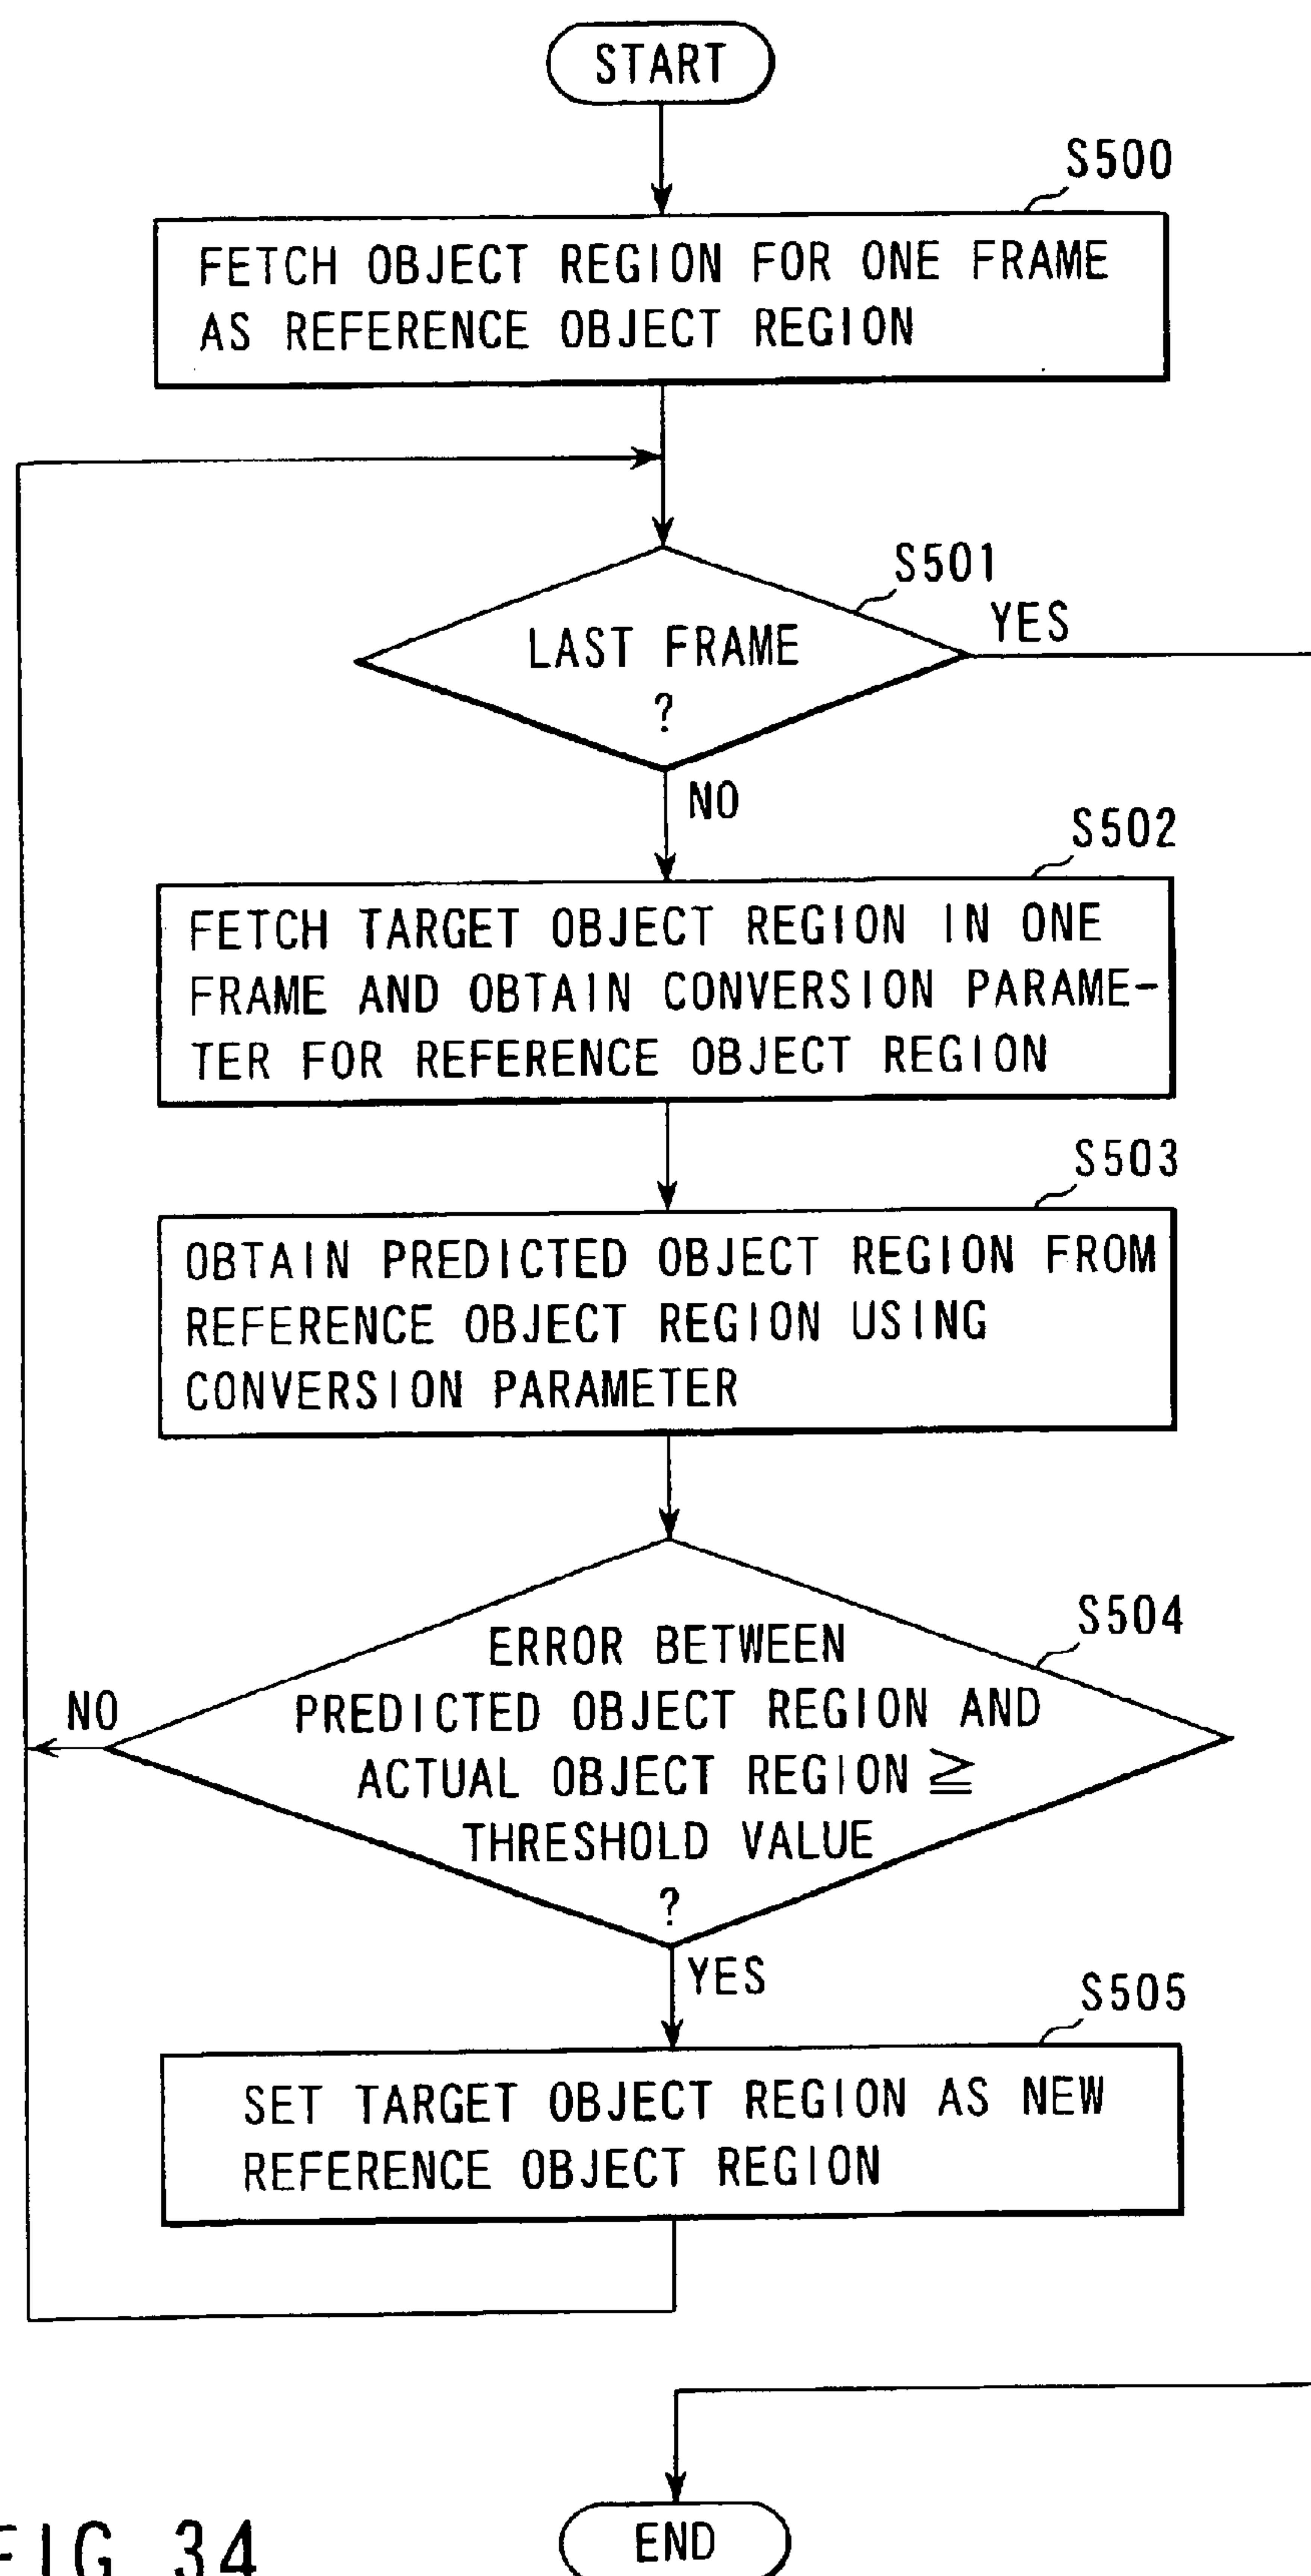 START
S500
FETCH OBJECT REGION FOR ONE FRAME
AS REFERENCE OBJECT REGION
S501
LAST FRAME
?
YES
NO
S502
FETCH TARGET OBJECT REGION IN ONE
FRAME AND OBTAIN CONVERSION PARAME-
TER FOR REFERENCE OBJECT REGION
S503
OBTAIN PREDICTED OBJECT REGION FROM
REFERENCE OBJECT REGION USING
CONVERSION PARAMETER
S504
ERROR BETWEEN
PREDICTED OBJECT REGION AND
ACTUAL OBJECT REGION ≧
THRESHOLD VALUE
?
NO
YES
S505
SET TARGET OBJECT REGION AS NEW
REFERENCE OBJECT REGION
END
FIG. 34